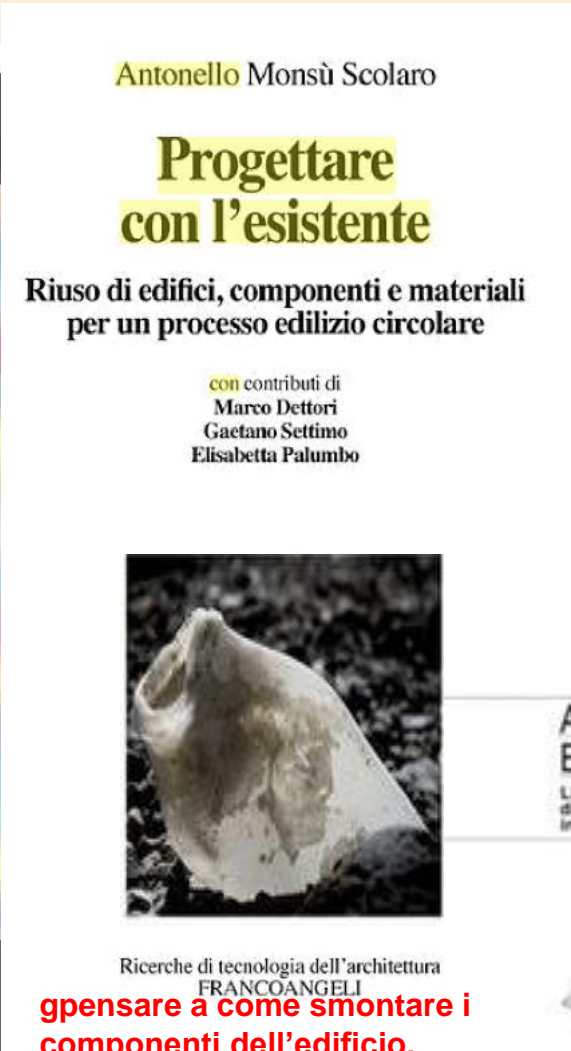 Antonello Monsù Scolaro
Progettare
con l'esistente
Riuso di edifici, componenti e materiali
per un processo edilizio circolare
con contributi di
Marco Dettori
Gaetano Settimo
Elisabetta Palumbo
Ricerche di tecnologia dell'architettura
FRANCOANGELI
gpensare a come smontare i
componenti dell'edificio.